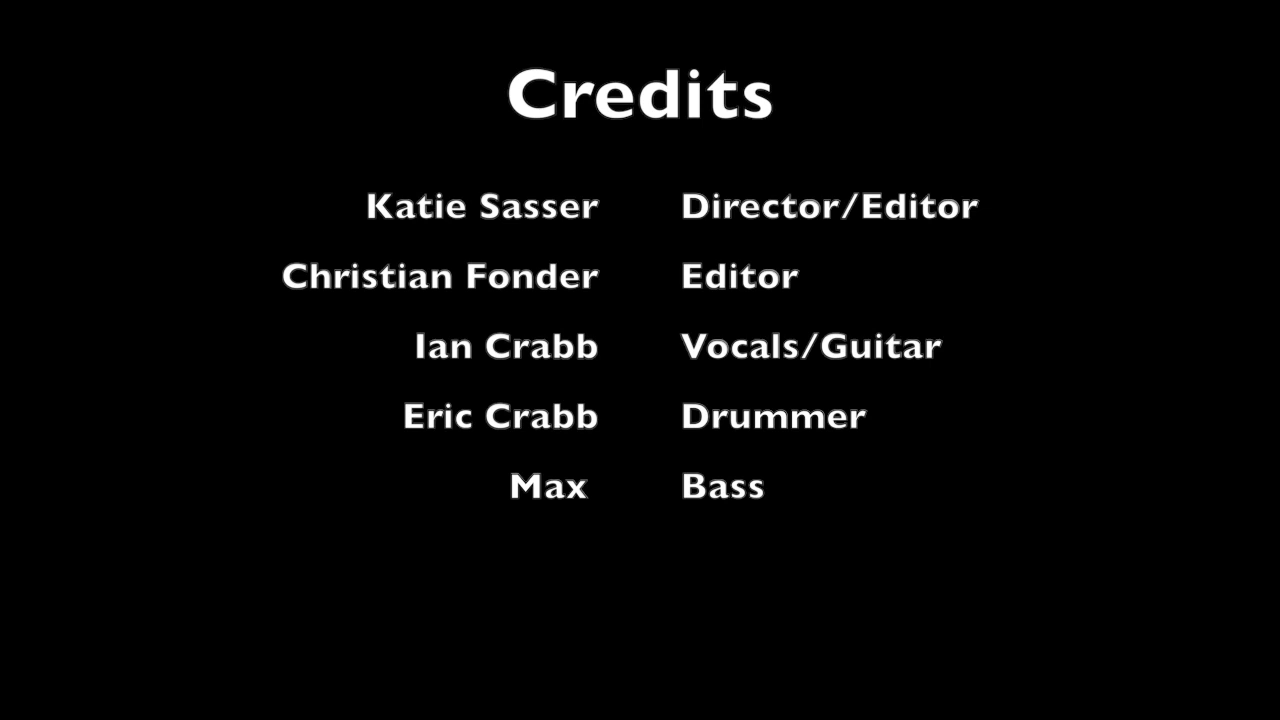 Credits
Katie Sasser Director/Editor
Christian Fonder Editor
Ian Crabb Vocals/Guitar
Eric Crabb Drummer
Max Bass